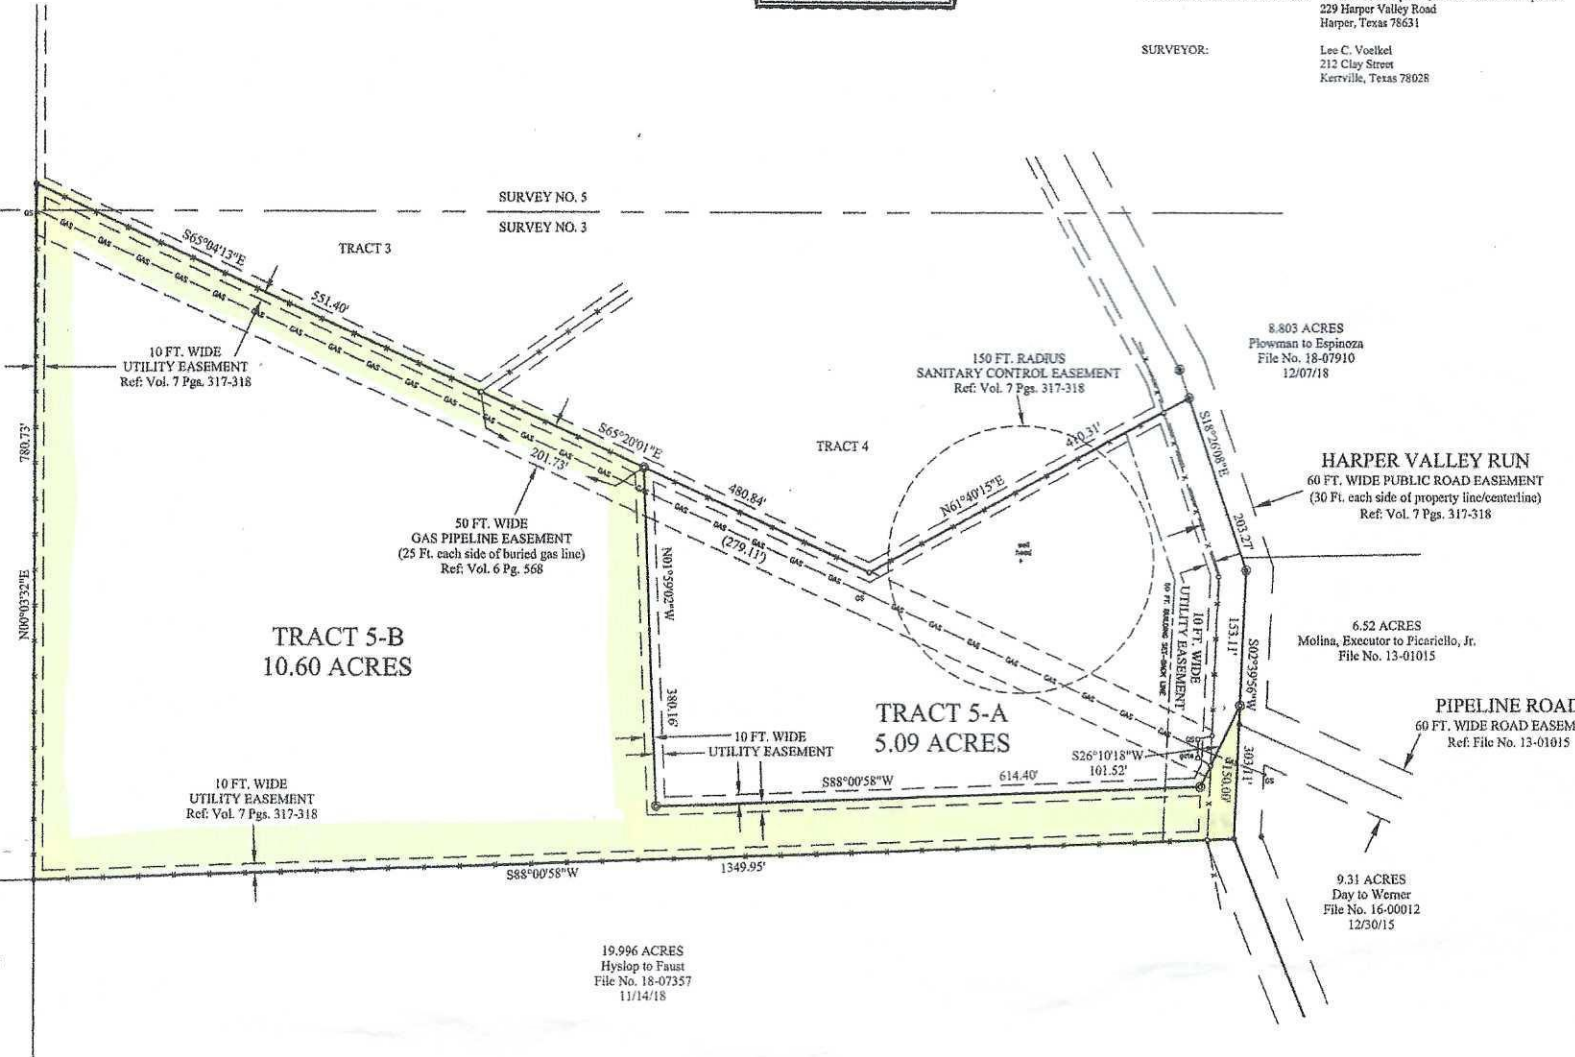 229 Harper Valley Road
Harper, Texas 78631
SURVEYOR:
Lee C. Voelkel
212 Clay Street
Kerrville, Texas 78028
SURVEY NO. 5
SURVEY NO. 3
TRACT 3
S65°04'13"E
551.40'
10 FT. WIDE
UTILITY EASEMENT
Ref: Vol. 7 Pgs. 317-318
780.73'
N00°03'32"E
S65°20'01"E
201.73'
50 FT. WIDE
GAS PIPELINE EASEMENT
(25 Ft. each side of buried gas line)
Ref: Vol. 6 Pg. 568
150 FT. RADIUS
SANITARY CONTROL EASEMENT
Ref: Vol. 7 Pgs. 317-318
TRACT 4
480.84'
(279.11')
N61°40'15"E
410.31'
8.803 ACRES
Plowman to Espinoza
File No. 18-07910
12/07/18
S18°26'08"E
203.27'
HARPER VALLEY RUN
60 FT. WIDE PUBLIC ROAD EASEMENT
(30 Ft. each side of property line/centerline)
Ref: Vol. 7 Pgs. 317-318
well
head
TRACT 5-B
10.60 ACRES
N01°59'02"W
380.16'
10 FT. WIDE
UTILITY EASEMENT
50 FT. BUILDING SET-BACK LINE
153.11'
S02°39'56"W
6.52 ACRES
Molina, Executor to Picariello, Jr.
File No. 13-01015
TRACT 5-A
5.09 ACRES
10 FT. WIDE
UTILITY EASEMENT
S26°10'18"W
101.52'
S88°00'58"W
614.40'
150.00'
303.11'
PIPELINE ROAD
60 FT. WIDE ROAD EASEM
Ref: File No. 13-01015
10 FT. WIDE
UTILITY EASEMENT
Ref: Vol. 7 Pgs. 317-318
S88°00'58"W
1349.95'
9.31 ACRES
Day to Werner
File No. 16-00012
12/30/15
19.996 ACRES
Hyslop to Faust
File No. 18-07357
11/14/18
GAS
GS